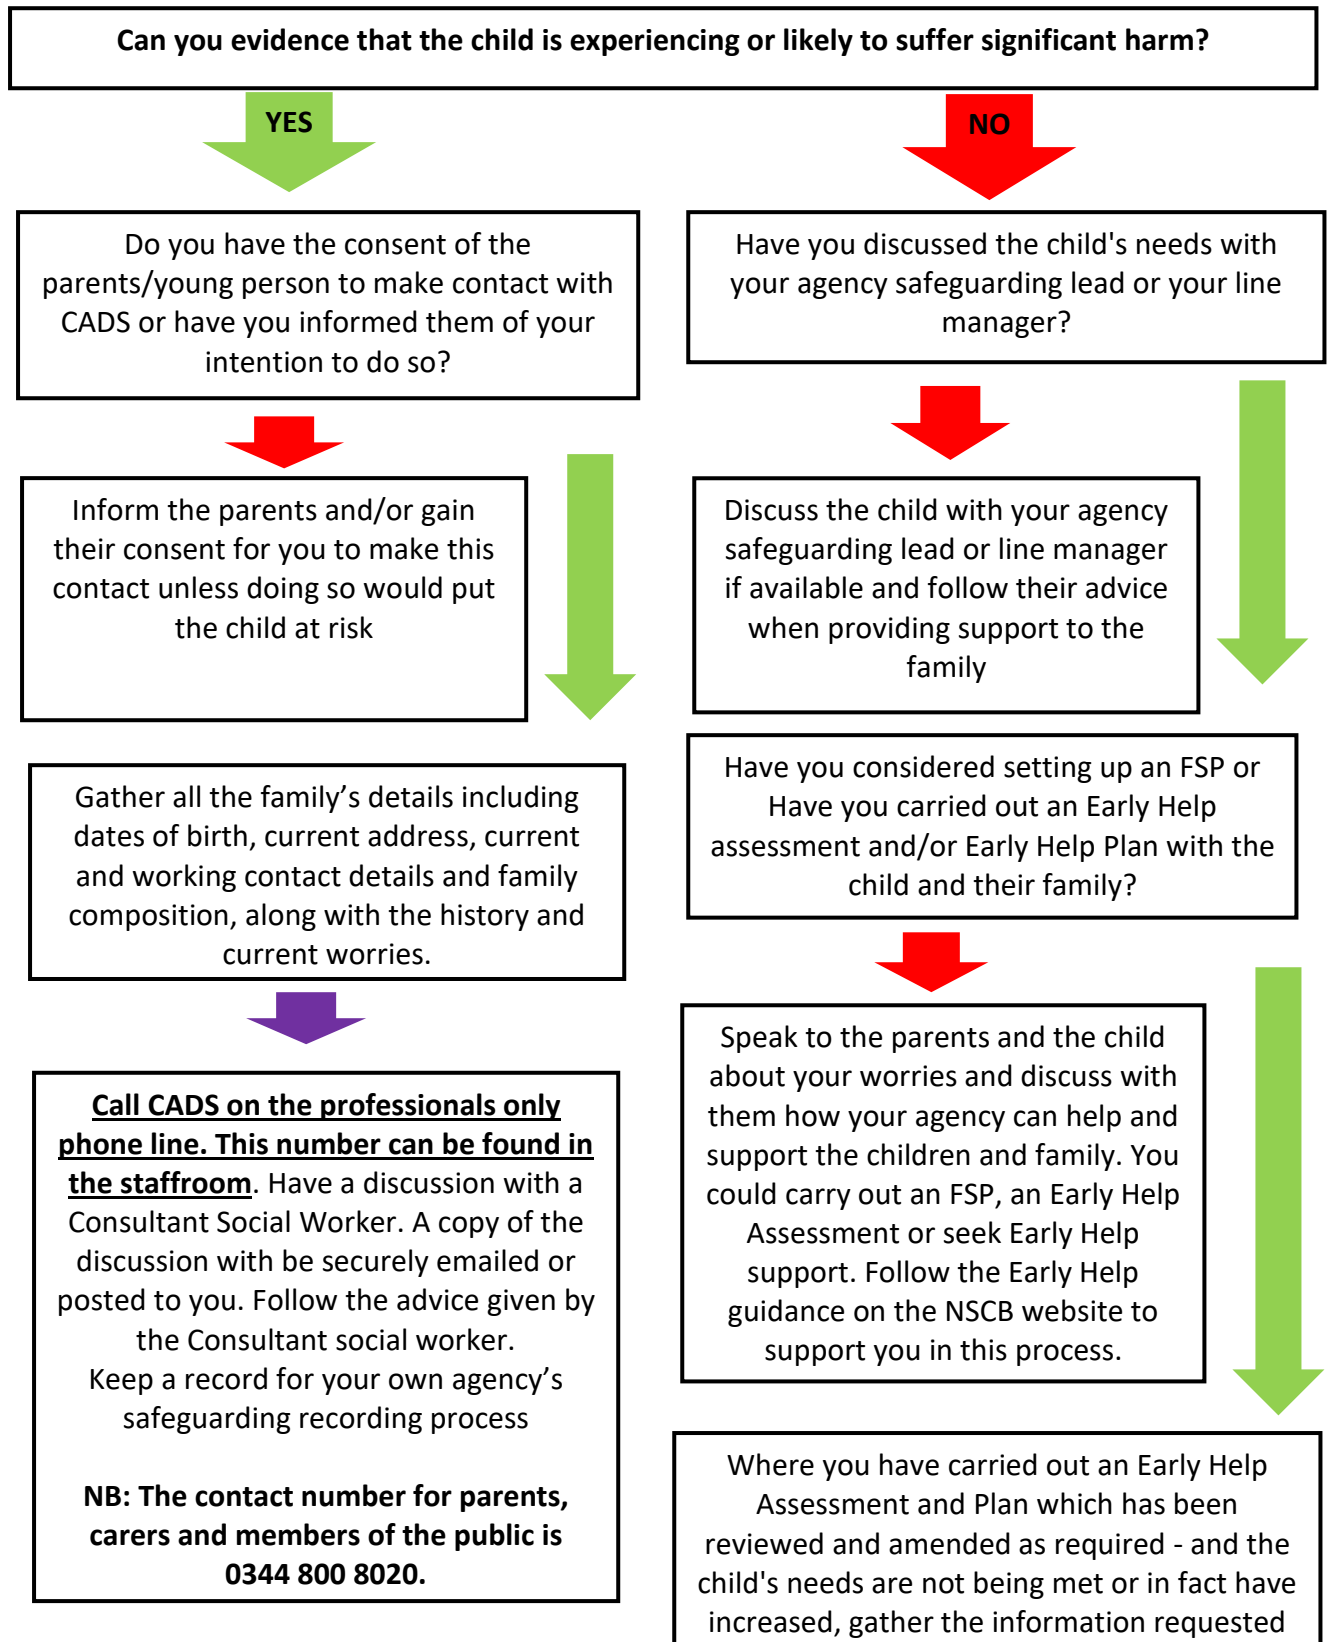 Can you evidence that the child is experiencing or likely to suffer significant harm?
YES
NO
Do you have the consent of the
parents/young person to make contact with
CADS or have you informed them of your
intention to do so?
Have you discussed the child's needs with
your agency safeguarding lead or your line
manager?
Inform the parents and/or gain
their consent for you to make this
contact unless doing so would put
the child at risk
Discuss the child with your agency
safeguarding lead or line manager
if available and follow their advice
when providing support to the
family
Gather all the family’s details including
dates of birth, current address, current
and working contact details and family
composition, along with the history and
current worries.
Have you considered setting up an FSP or
Have you carried out an Early Help
assessment and/or Early Help Plan with the
child and their family?
Call CADS on the professionals only
phone line. This number can be found in
the staffroom. Have a discussion with a
Consultant Social Worker. A copy of the
discussion with be securely emailed or
posted to you. Follow the advice given by
the Consultant social worker.
Keep a record for your own agency’s
safeguarding recording process
NB: The contact number for parents,
carers and members of the public is
0344 800 8020.
Speak to the parents and the child
about your worries and discuss with
them how your agency can help and
support the children and family. You
could carry out an FSP, an Early Help
Assessment or seek Early Help
support. Follow the Early Help
guidance on the NSCB website to
support you in this process.
Where you have carried out an Early Help
Assessment and Plan which has been
reviewed and amended as required - and the
child's needs are not being met or in fact have
increased, gather the information requested